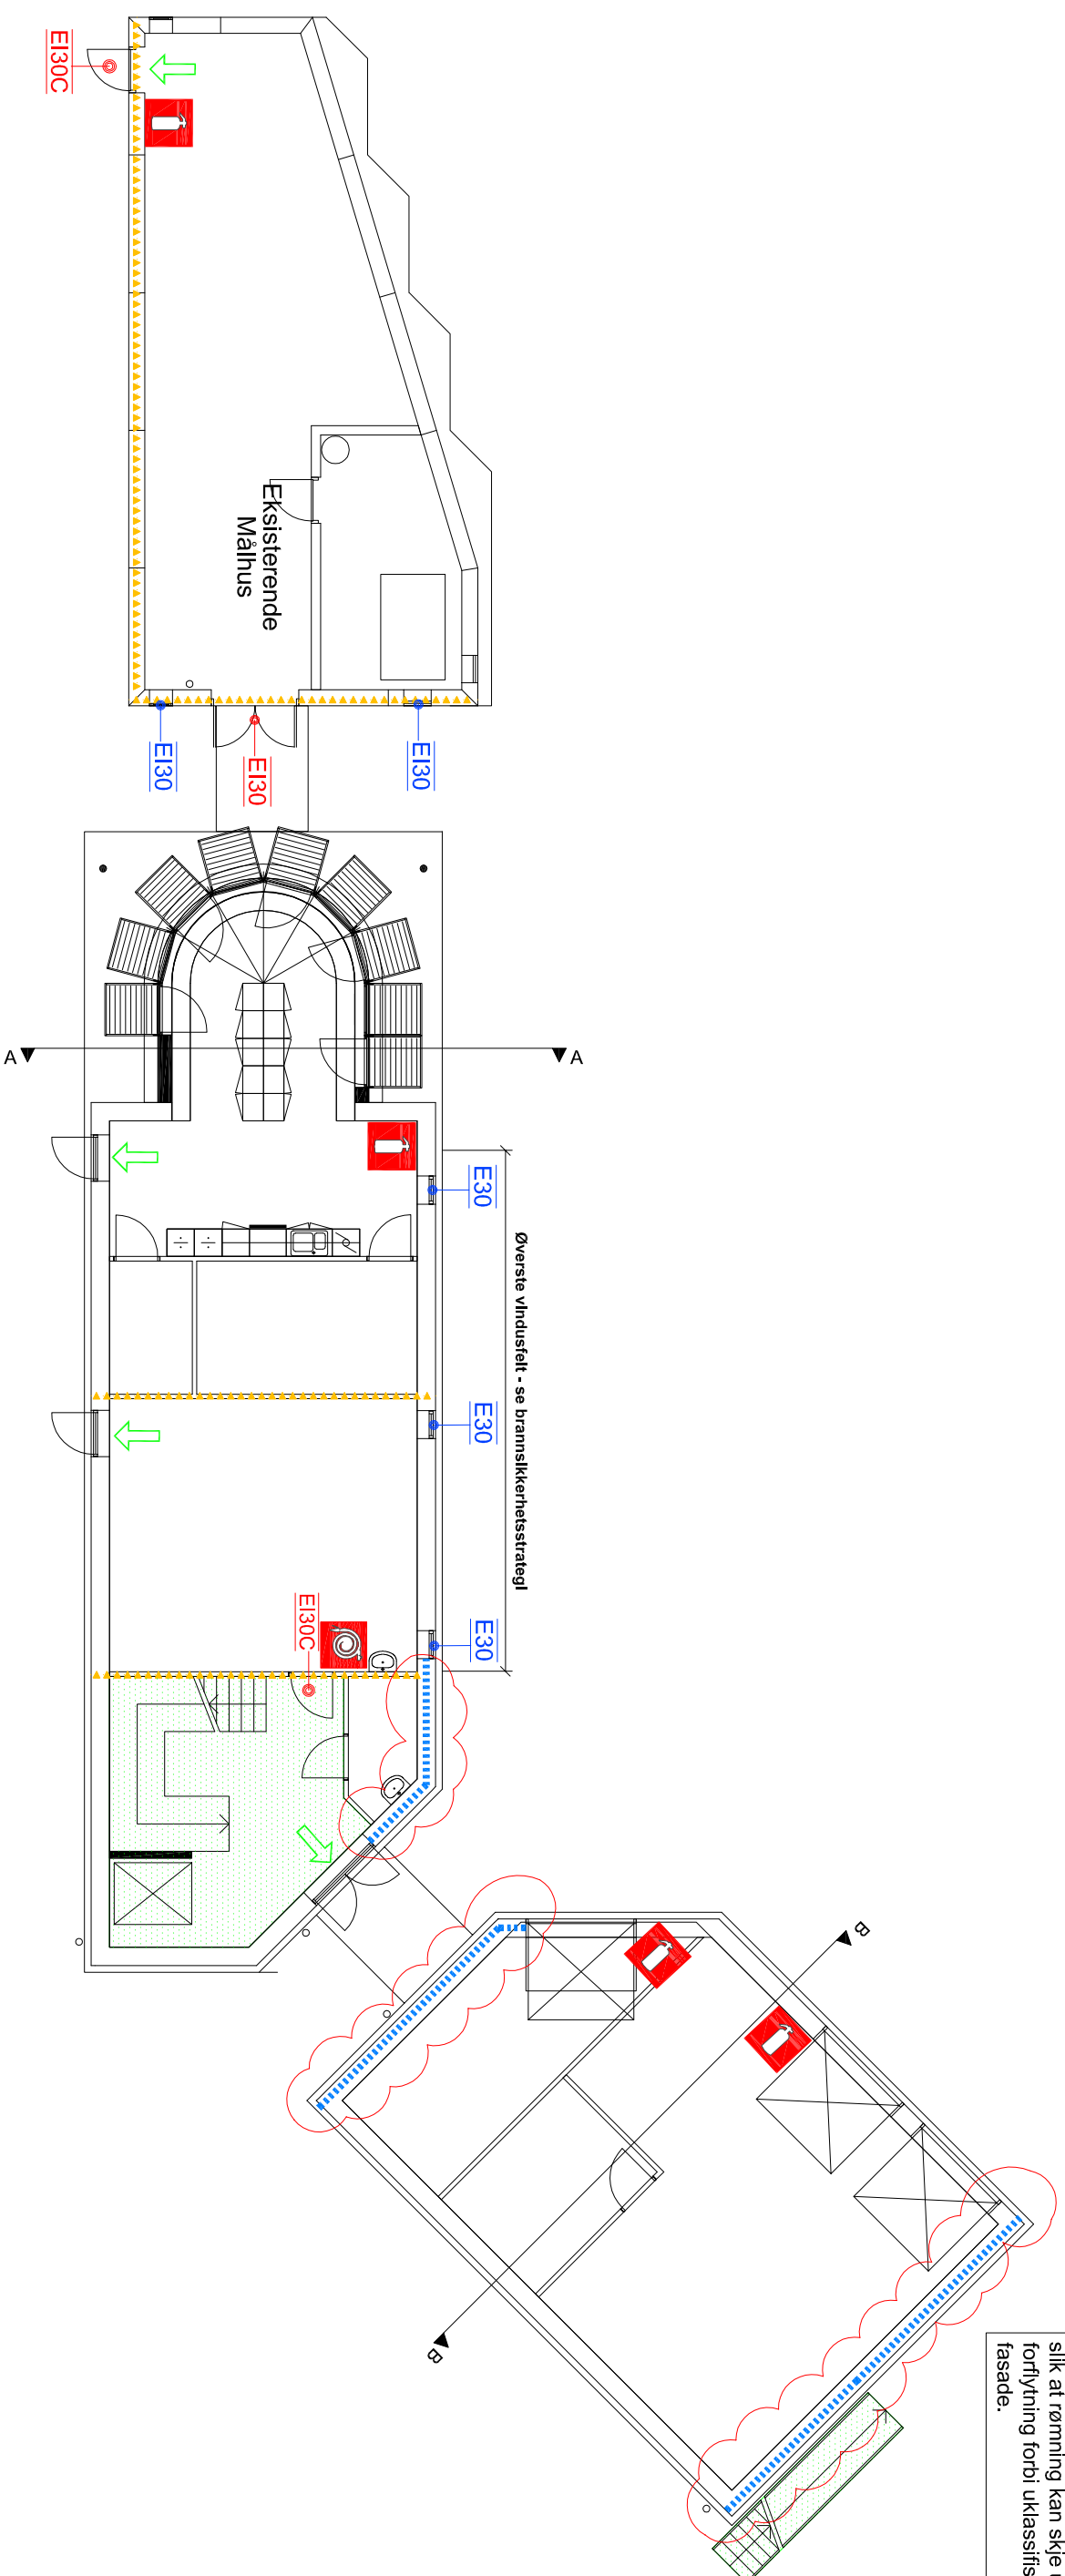 EI30C
Eksisterende
Målhus
EI30
EI30
EI30
A
A
E30
Øverste vindusfelt - se brannsikkerhetsstrategi
E30
E30
EI30C
B
B
slik at rømning kan skje
forflytning forbi
fasade.